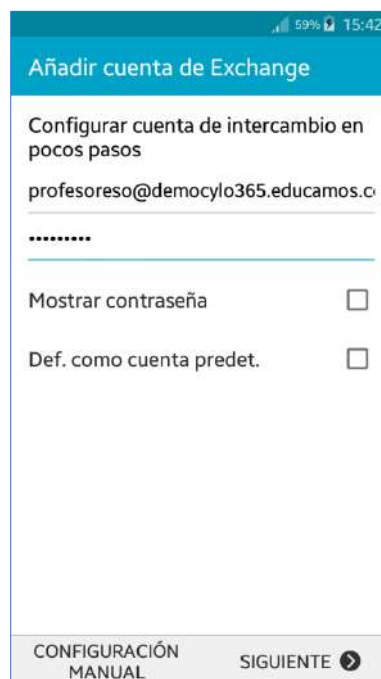 59% 15:42
Añadir cuenta de Exchange
Configurar cuenta de intercambio en
pocos pasos
profesoreso@democylo365.educamos.c
•••••••••
Mostrar contraseña
Def. como cuenta predet.
CONFIGURACIÓN
MANUAL
SIGUIENTE